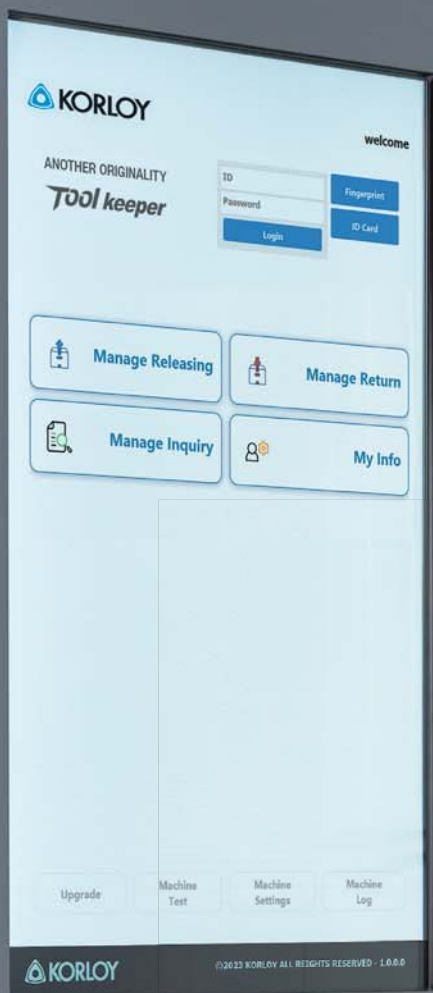 KORLOY
welcome
ANOTHER ORIGINALITY
Tool keeper
ID
Password
Login
Fingerprint
ID Card
Manage Releasing
Manage Return
Manage Inquiry
My Info
Upgrade
Machine
Test
Machine
Settings
Machine
Log
KORLOY
©2023 KORLOY ALL REIGHTS RESERVED - 1.0.0.0